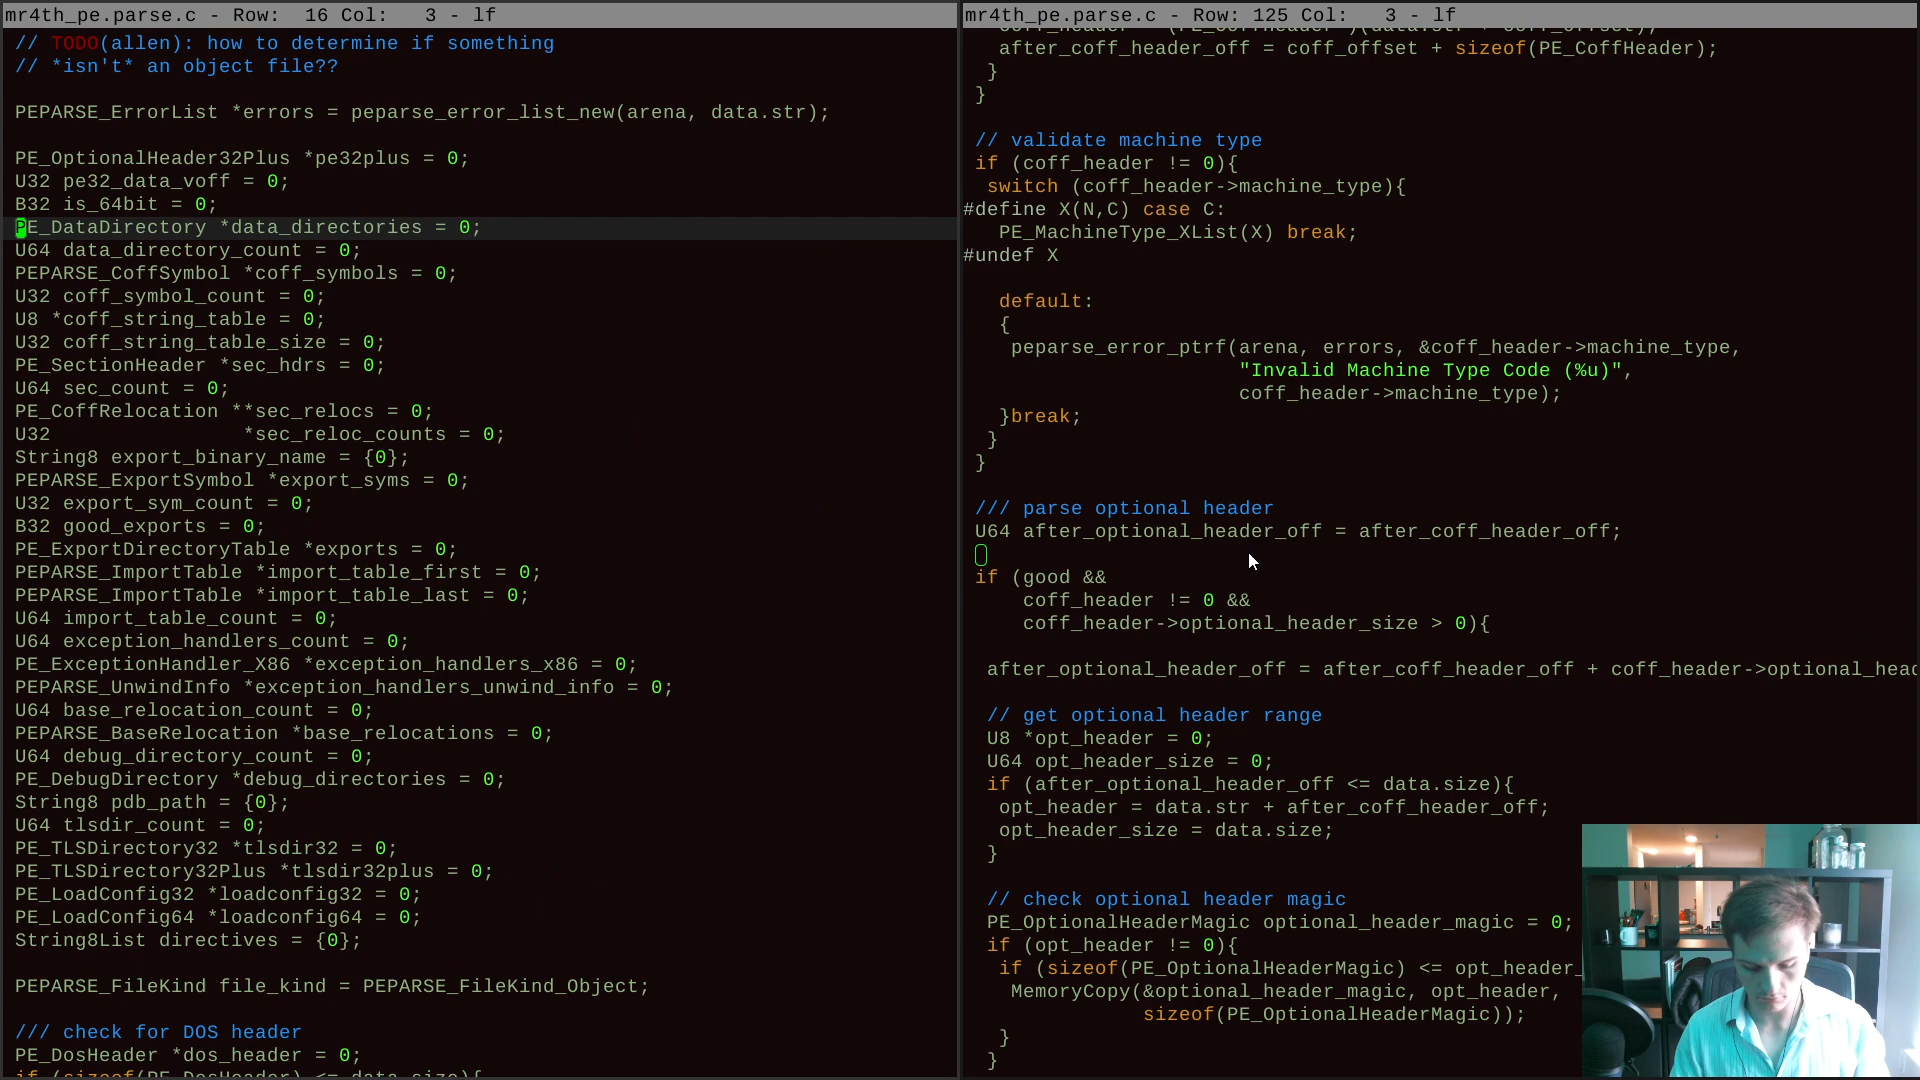 mr4th_pe.parse.c - Row:  16 Col:   3 - lf
// TODO(allen): how to determine if something
// *isn't* an object file??
PEPARSE_ErrorList *errors = peparse_error_list_new(arena, data.str);
PE_OptionalHeader32Plus *pe32plus = 0;
U32 pe32_data_voff = 0;
B32 is_64bit = 0;
PE_DataDirectory *data_directories = 0;
U64 data_directory_count = 0;
PEPARSE_CoffSymbol *coff_symbols = 0;
U32 coff_symbol_count = 0;
U8 *coff_string_table = 0;
U32 coff_string_table_size = 0;
PE_SectionHeader *sec_hdrs = 0;
U64 sec_count = 0;
PE_CoffRelocation **sec_relocs = 0;
U32                *sec_reloc_counts = 0;
String8 export_binary_name = {0};
PEPARSE_ExportSymbol *export_syms = 0;
U32 export_sym_count = 0;
B32 good_exports = 0;
PE_ExportDirectoryTable *exports = 0;
PEPARSE_ImportTable *import_table_first = 0;
PEPARSE_ImportTable *import_table_last = 0;
U64 import_table_count = 0;
U64 exception_handlers_count = 0;
PE_ExceptionHandler_X86 *exception_handlers_x86 = 0;
PEPARSE_UnwindInfo *exception_handlers_unwind_info = 0;
U64 base_relocation_count = 0;
PEPARSE_BaseRelocation *base_relocations = 0;
U64 debug_directory_count = 0;
PE_DebugDirectory *debug_directories = 0;
String8 pdb_path = {0};
U64 tlsdir_count = 0;
PE_TLSDirectory32 *tlsdir32 = 0;
PE_TLSDirectory32Plus *tlsdir32plus = 0;
PE_LoadConfig32 *loadconfig32 = 0;
PE_LoadConfig64 *loadconfig64 = 0;
String8List directives = {0};
PEPARSE_FileKind file_kind = PEPARSE_FileKind_Object;
/// check for DOS header
PE_DosHeader *dos_header = 0;
if (sizeof(PE_DosHeader) <= data.size){
mr4th_pe.parse.c - Row: 125 Col:   3 - lf
after_coff_header_off = coff_offset + sizeof(PE_CoffHeader);
}
}
// validate machine type
if (coff_header != 0){
switch (coff_header->machine_type){
#define X(N,C) case C:
PE_MachineType_XList(X) break;
#undef X
default:
{
peparse_error_ptrf(arena, errors, &coff_header->machine_type,
"Invalid Machine Type Code (%u)",
coff_header->machine_type);
}break;
}
}
/// parse optional header
U64 after_optional_header_off = after_coff_header_off;
if (good &&
coff_header != 0 &&
coff_header->optional_header_size > 0){
after_optional_header_off = after_coff_header_off + coff_header->optional_head
// get optional header range
U8 *opt_header = 0;
U64 opt_header_size = 0;
if (after_optional_header_off <= data.size){
opt_header = data.str + after_coff_header_off;
opt_header_size = data.size;
}
// check optional header magic
PE_OptionalHeaderMagic optional_header_magic = 0;
if (opt_header != 0){
if (sizeof(PE_OptionalHeaderMagic) <= opt_header_
MemoryCopy(&optional_header_magic, opt_header,
sizeof(PE_OptionalHeaderMagic));
}
}